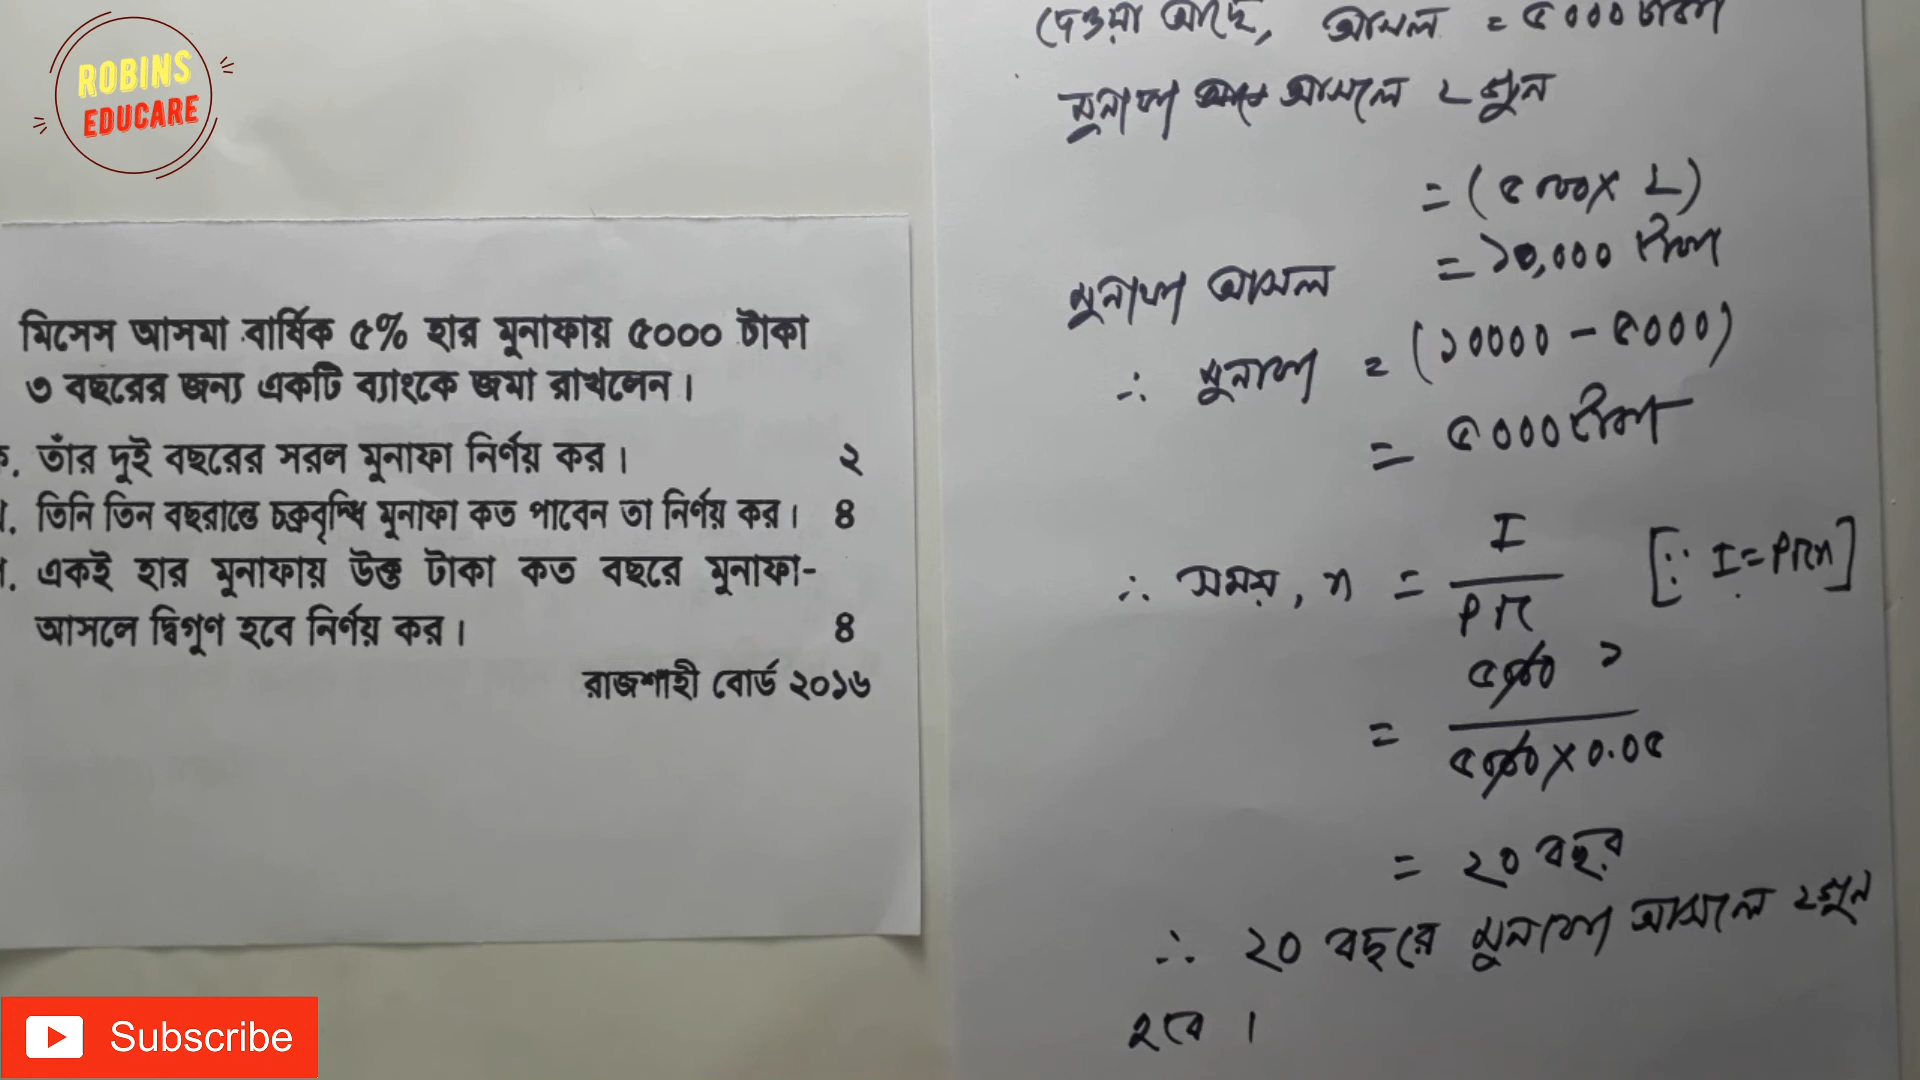 ROBINS
EDUCARE
মিসেস আসমা বার্ষিক ৫% হার মুনাফায় ৫০০০ টাকা
৩ বছরের জন্য একটি ব্যাংকে জমা রাখলেন।
ক. তাঁর দুই বছরের সরল মুনাফা নির্ণয় কর। ২
খ. তিনি তিন বছরান্তে চক্রবৃদ্ধি মুনাফা কত পাবেন তা নির্ণয় কর। ৪
গ. একই হার মুনাফায় উক্ত টাকা কত বছরে মুনাফা-
আসলে দ্বিগুণ হবে নির্ণয় কর। ৪
রাজশাহী বোর্ড ২০১৬
দেওয়া আছে, আসল = ৫০০০ টাকা
মুনাফা আসলে ২ গুন
= (৫০০০ × ২)
মুনাফা আসল = ১০,০০০ টাকা
∴ মুনাফা = (১০০০০ - ৫০০০)
= ৫০০০ টাকা
∴ সময়, n = I / Pr [∵ I = Prn]
= ৫০০০ ১ / ৫০০০ × ০.০৫
= ২০ বছর
∴ ২০ বছরে মুনাফা আসলে ২গুন
হবে ।
Subscribe